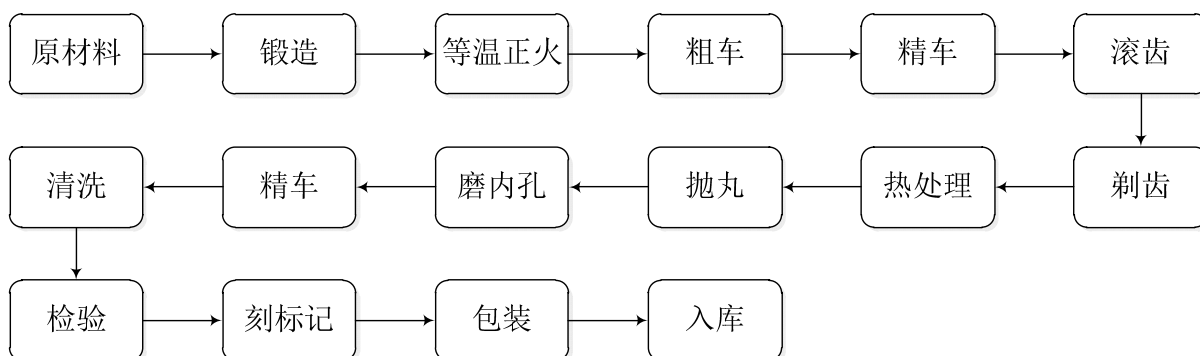 原材料 锻造 等温正火 粗车 精车 滚齿
清洗 精车 磨内孔 抛丸 热处理 剃齿
检验 刻标记 包装 入库